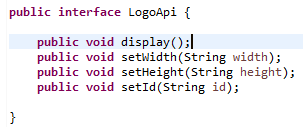 public interface LogoApi {
public void display();
public void setWidth(String width);
public void setHeight(String height);
public void setId(String id);
}